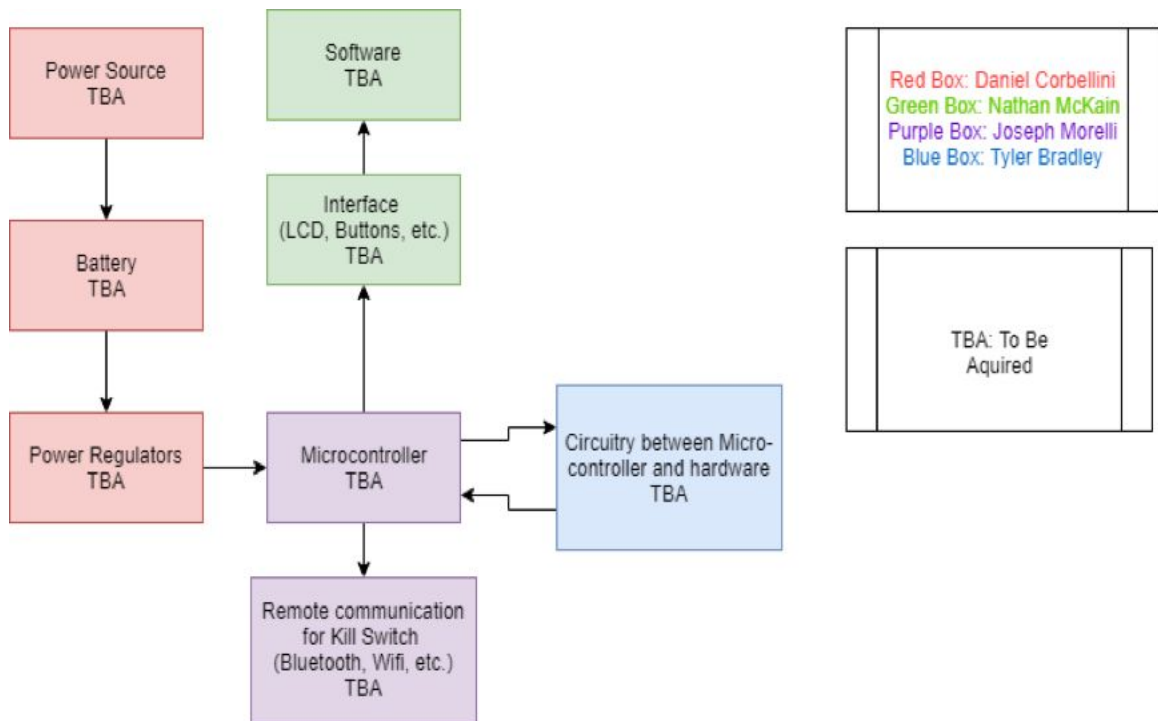 Power Source
TBA
Software
TBA
Red Box: Daniel Corbellini
Green Box: Nathan McKain
Purple Box: Joseph Morelli
Blue Box: Tyler Bradley
Interface
(LCD, Buttons, etc.)
TBA
Battery
TBA
TBA: To Be
Aquired
Power Regulators
TBA
Microcontroller
TBA
Circuitry between Micro-
controller and hardware
TBA
Remote communication
for Kill Switch
(Bluetooth, Wifi, etc.)
TBA